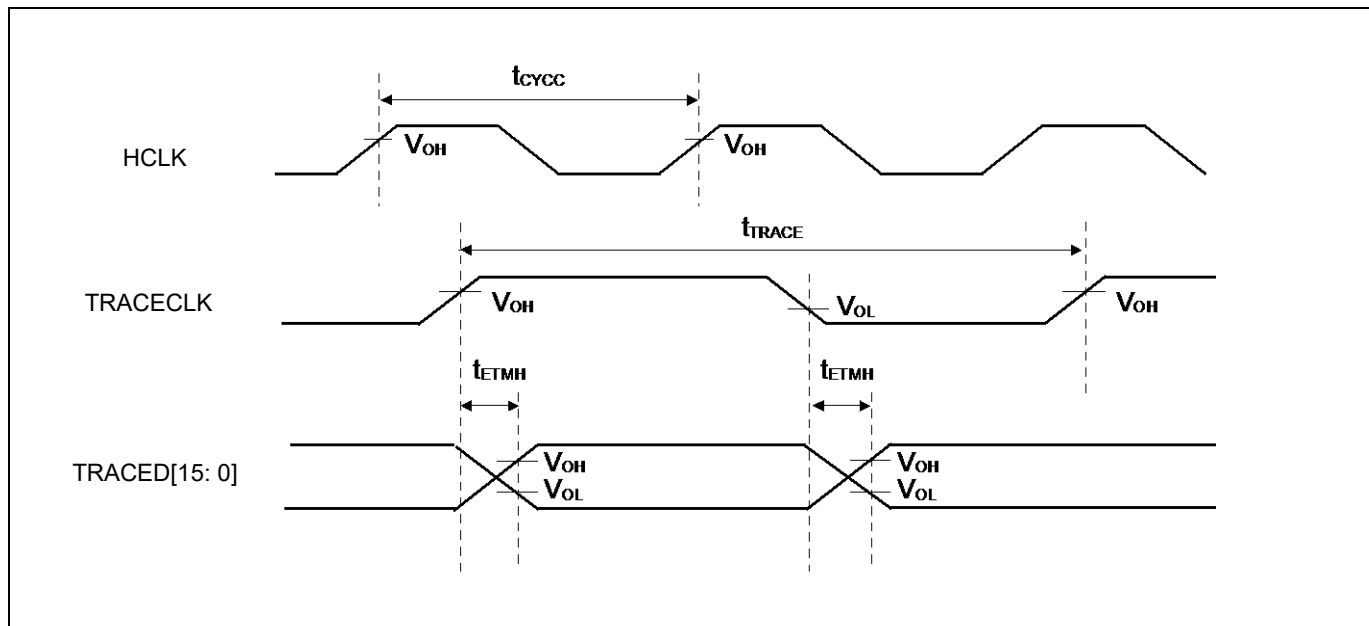 tCYCC
HCLK
VOH
VOH
tTRACE
TRACECLK
VOH
VOL
VOH
tETMH
tETMH
TRACED[15: 0]
VOH
VOH
VOL
VOL